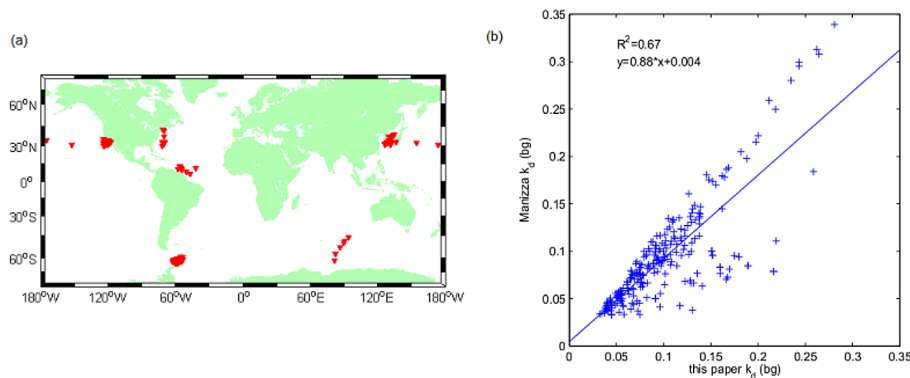 (a)
60°N
30°N
0°
30°S
60°S
180°W 120°W 60°W 0° 60°E 120°E 180°W
(b)
R²=0.67
y=0.88*x+0.004
Manizza k_d (bg)
0.35
0.3
0.25
0.2
0.15
0.1
0.05
0
0 0.05 0.1 0.15 0.2 0.25 0.3 0.35
this paper k_d (bg)